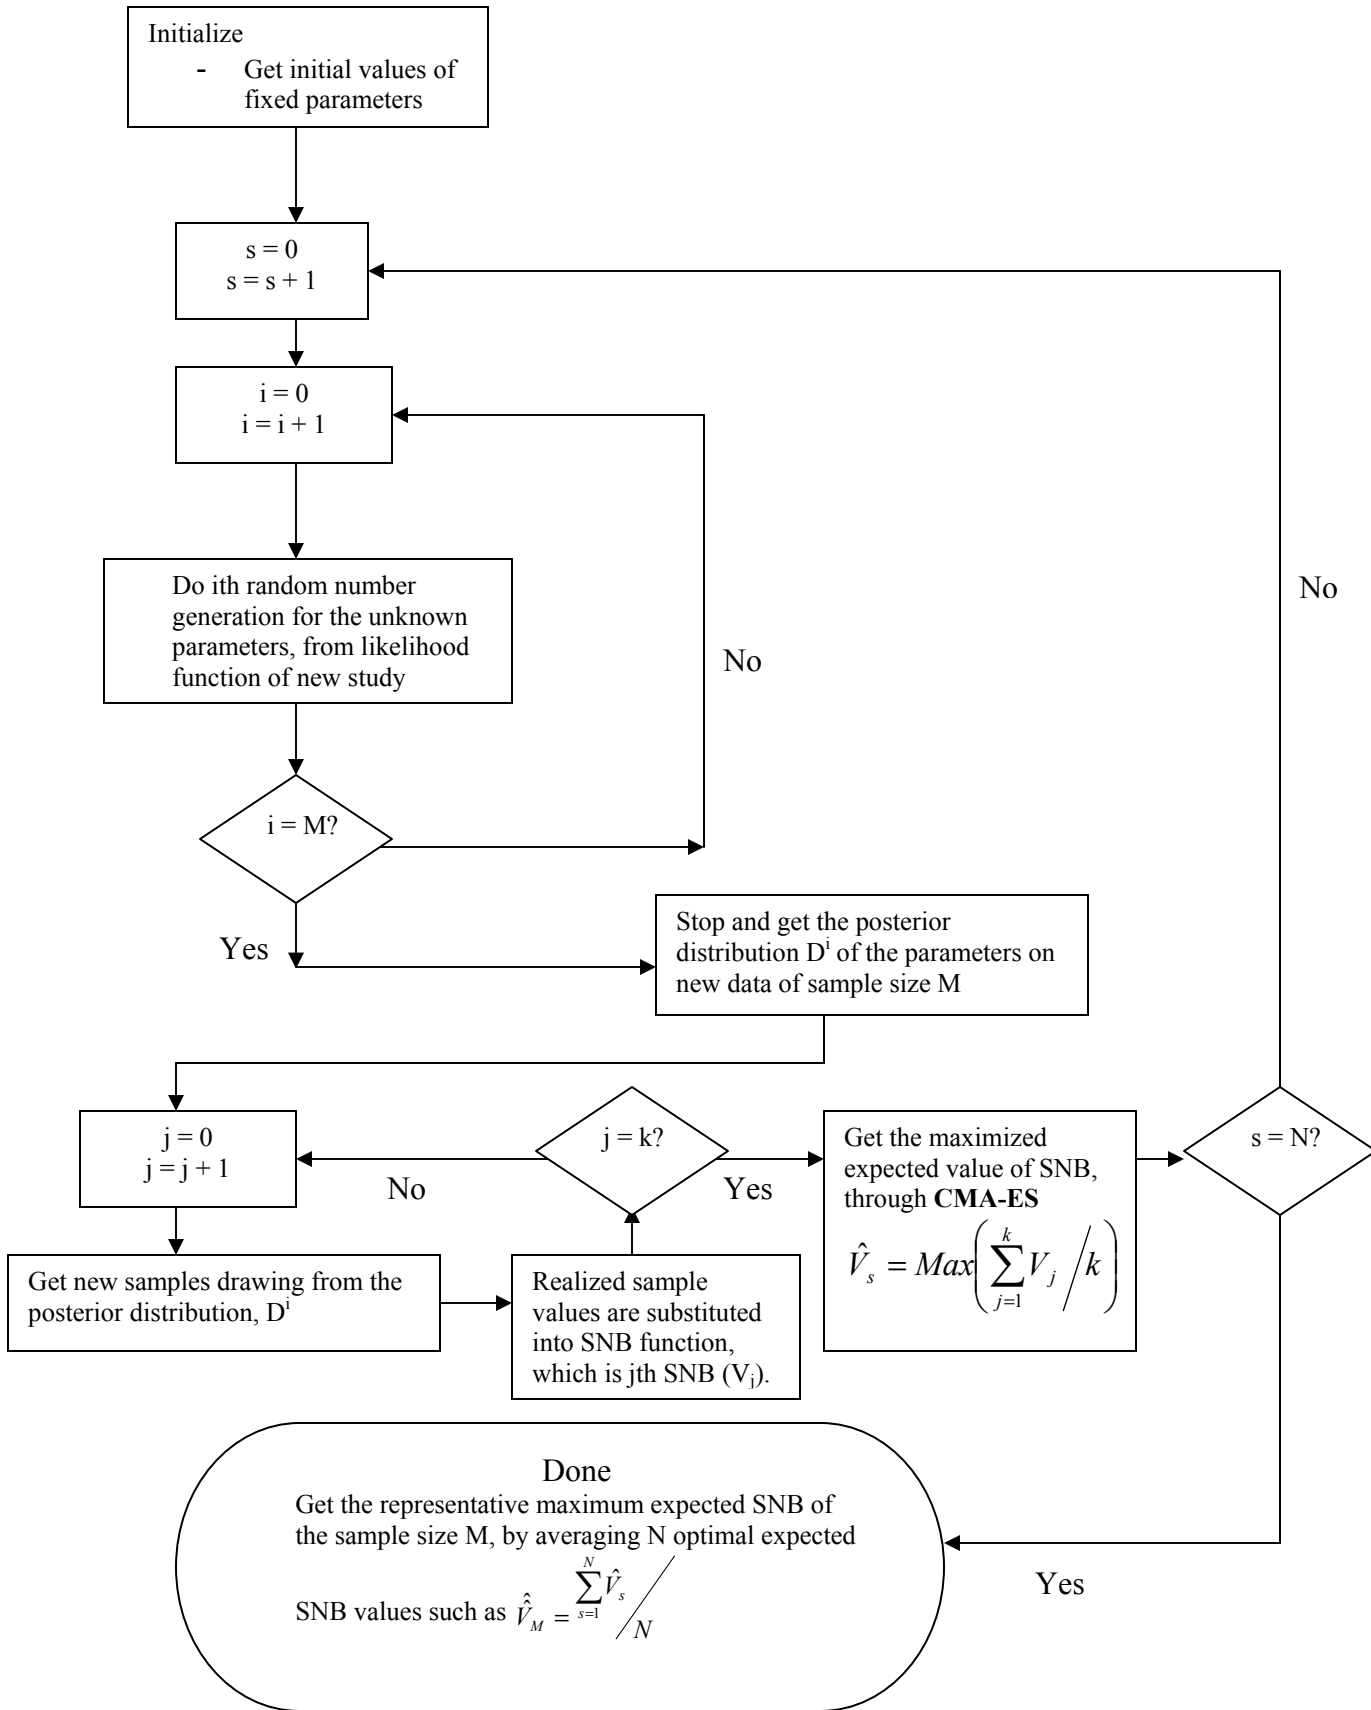 Initialize
- Get initial values of
fixed parameters
s = 0
s = s + 1
i = 0
i = i + 1
No
Do ith random number
generation for the unknown
parameters, from likelihood
function of new study
No
i = M?
Yes
Stop and get the posterior
distribution Dⁱ of the parameters on
new data of sample size M
j = 0
j = j + 1
No
j = k?
Yes
Get the maximized
expected value of SNB,
through CMA-ES
V̂_s = Max(∑_{j=1}^{k} V_j / k)
s = N?
Get new samples drawing from the
posterior distribution, Dⁱ
Realized sample
values are substituted
into SNB function,
which is jth SNB (V_j).
Done
Get the representative maximum expected SNB of
the sample size M, by averaging N optimal expected
SNB values such as V̂̂_M = ∑_{s=1}^{N} V̂_s / N
Yes